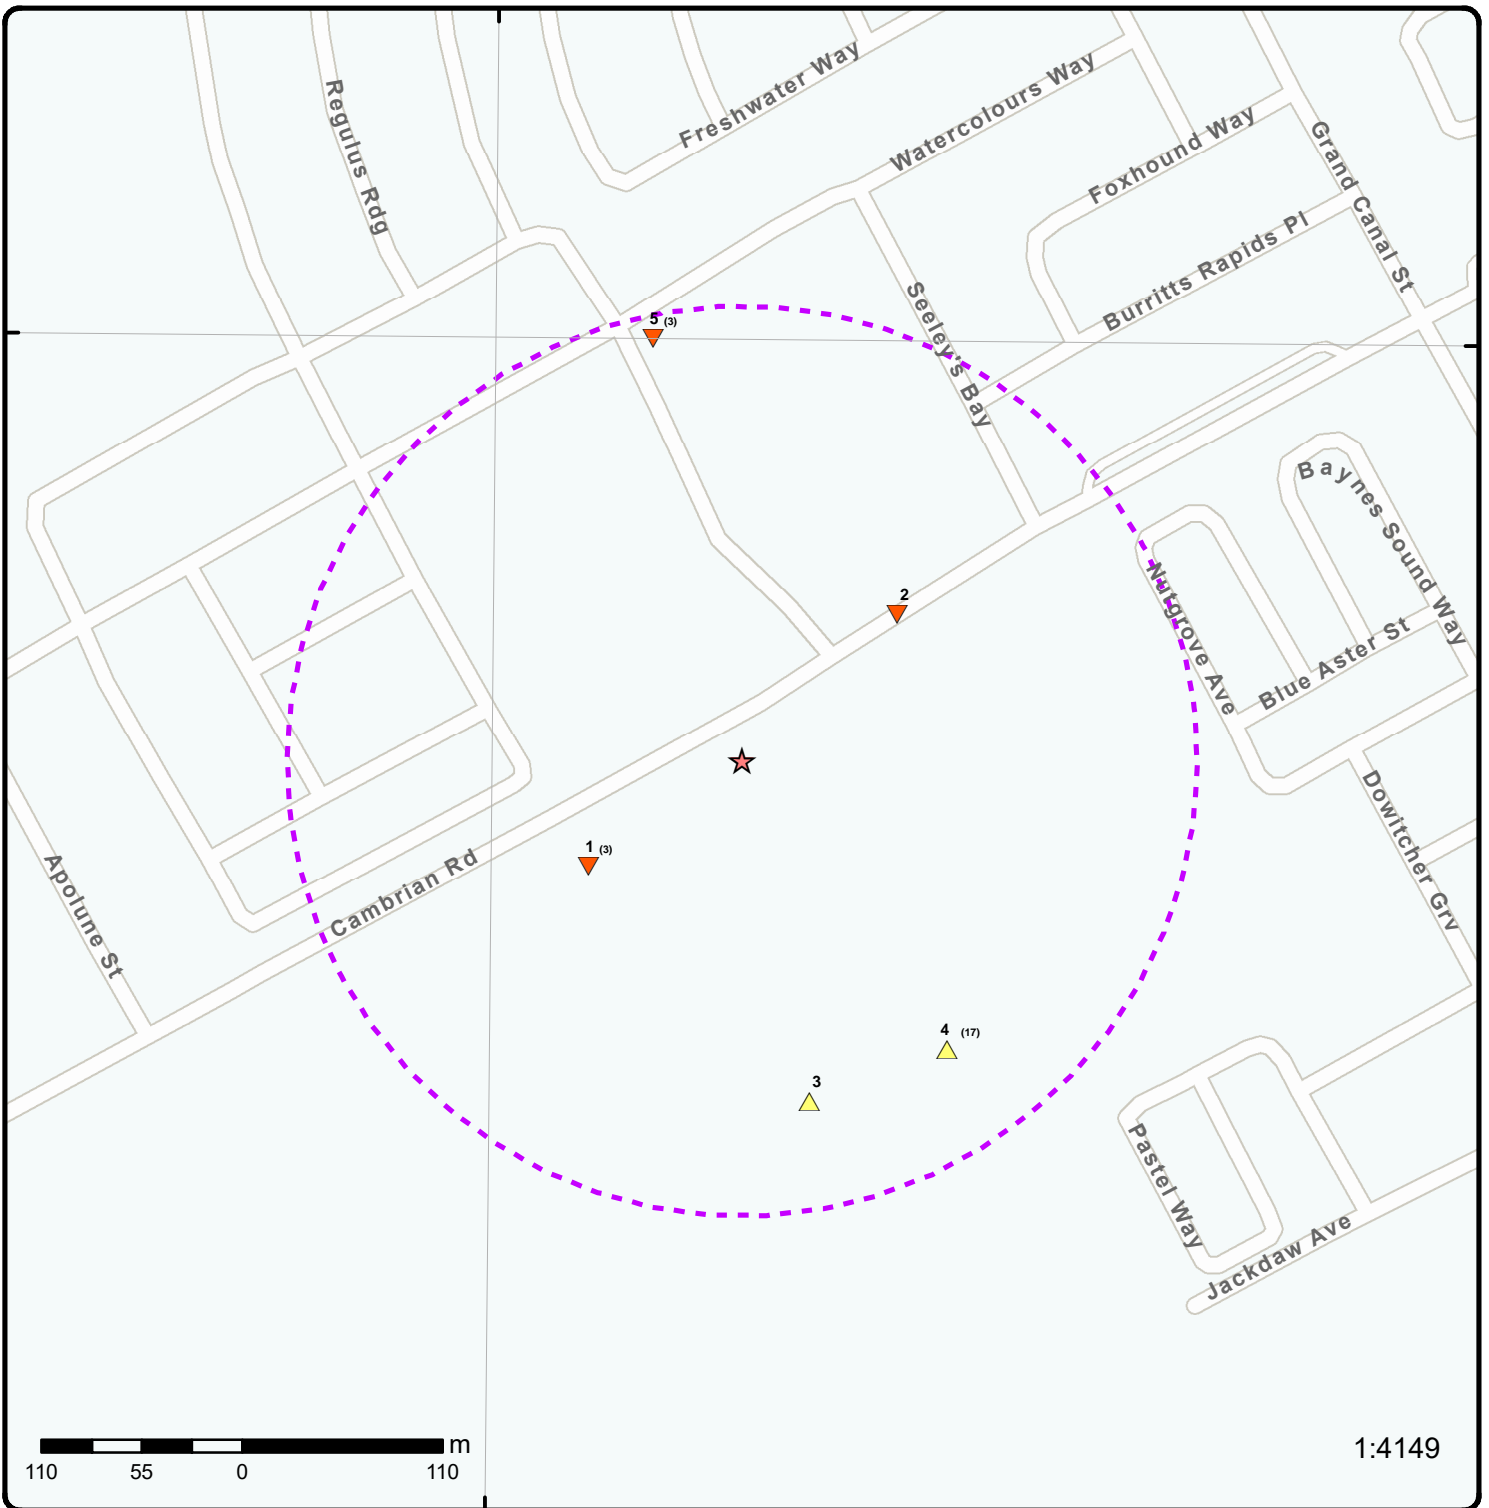 Regulus Rdg
Freshwater Way
Watercolours Way
Foxhound Way
Grand Canal St
Burritts Rapids Pl
Seeley's Bay
5 (3)
Baynes Sound Way
2
Nutgrove Ave
Blue Aster St
Dowitcher Grv
1 (3)
Cambrian Rd
Apolune St
4 (17)
3
Pastel Way
Jackdaw Ave
m
1:4149
110 55 0 110